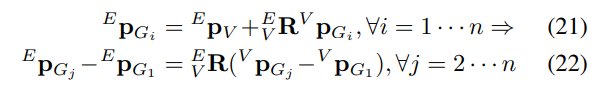 $^{E}\mathbf{p}_{G_i} = {}^{E}\mathbf{p}_{V} + {}^{E}_{V}\mathbf{R}\,{}^{V}\mathbf{p}_{G_i}, \forall i = 1 \cdots n \Rightarrow$ (21)
$^{E}\mathbf{p}_{G_j} - {}^{E}\mathbf{p}_{G_1} = {}^{E}_{V}\mathbf{R}({}^{V}\mathbf{p}_{G_j} - {}^{V}\mathbf{p}_{G_1}), \forall j = 2 \cdots n$ (22)